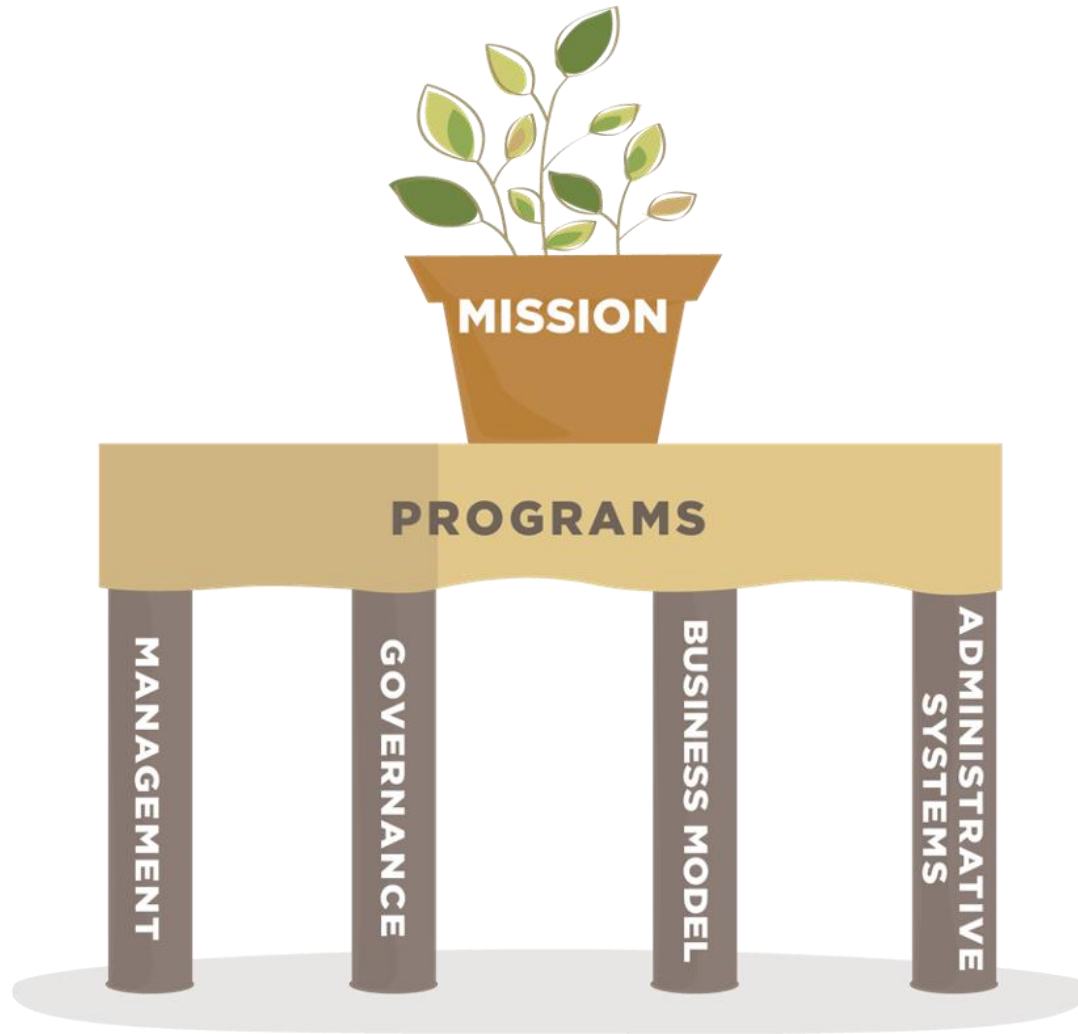 MISSION
PROGRAMS
MANAGEMENT
GOVERNANCE
BUSINESS MODEL
ADMINISTRATIVE
SYSTEMS